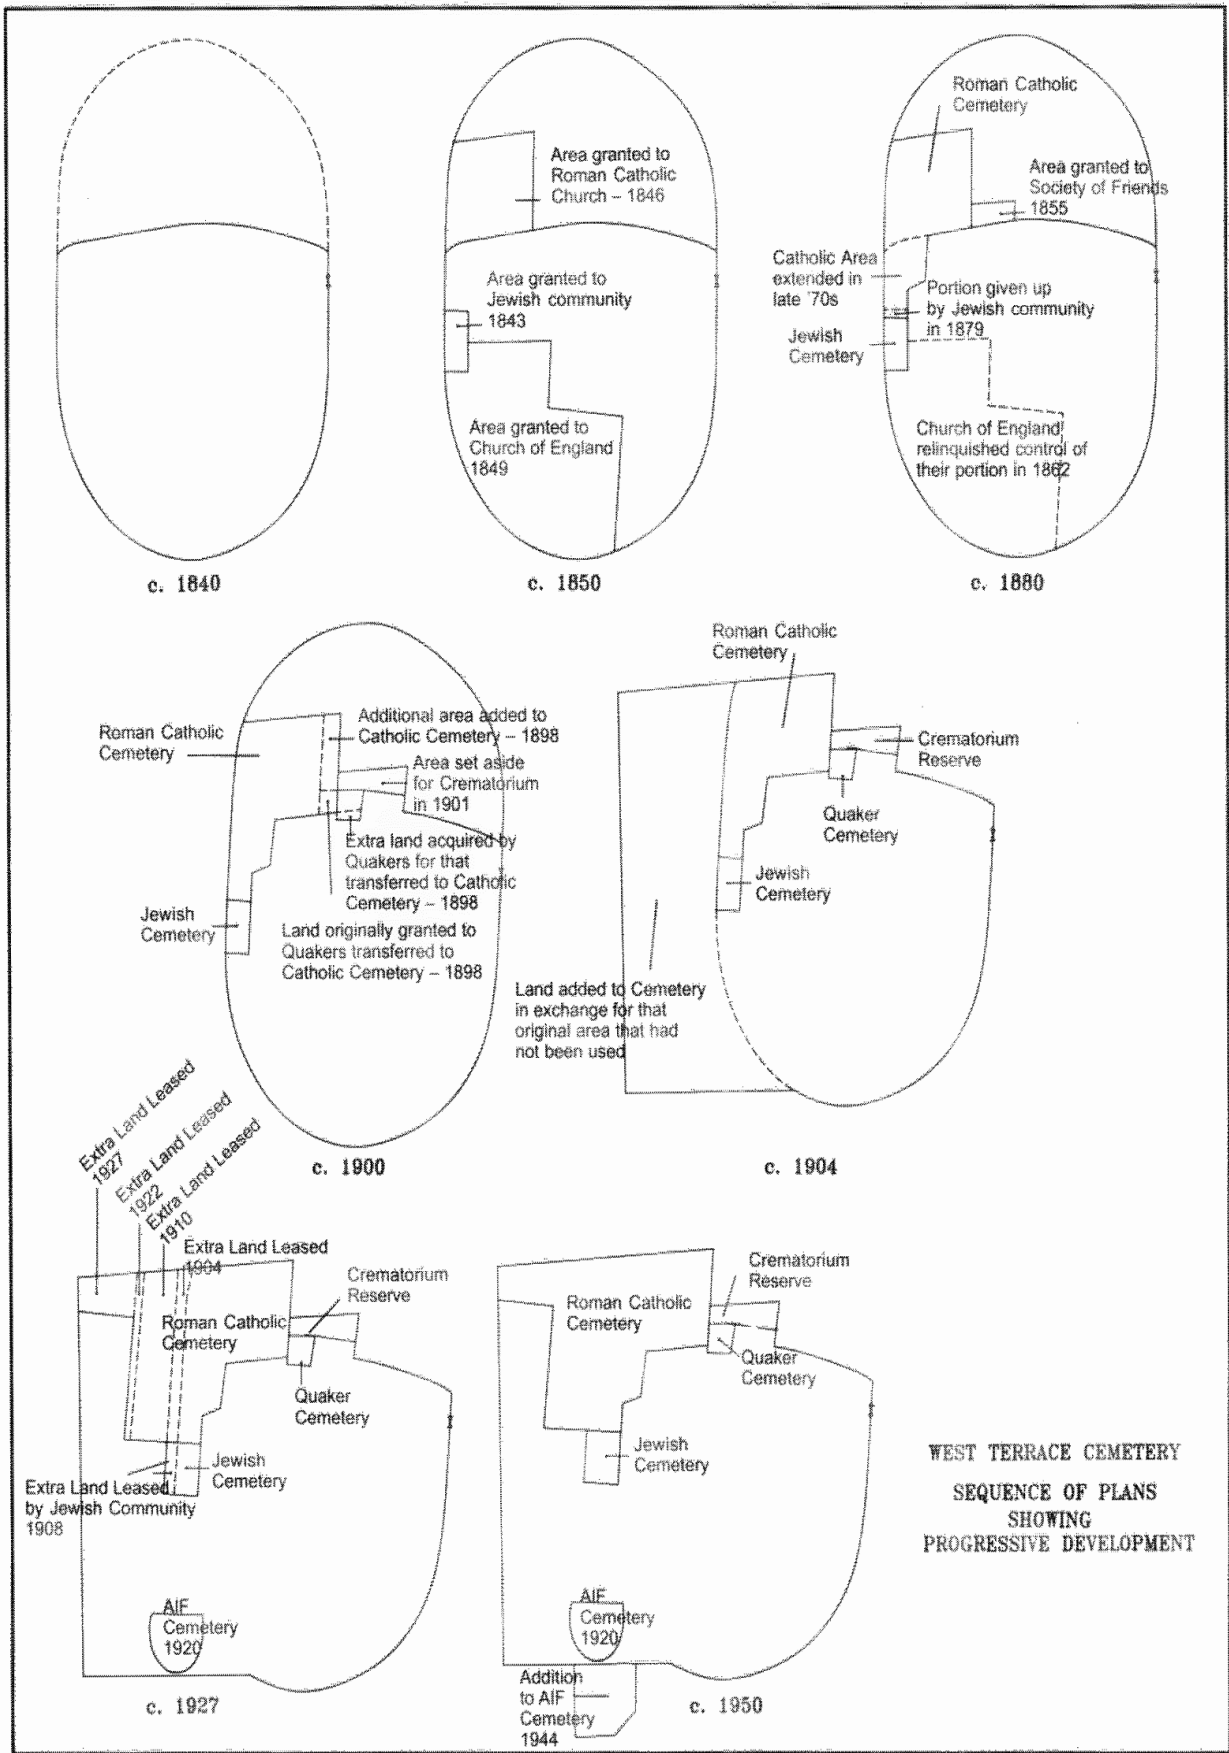 Area granted to
Roman Catholic
Church – 1846
Area granted to
Jewish community
1843
Area granted to
Church of England
1849
Roman Catholic
Cemetery
Area granted to
Society of Friends
1855
Catholic Area
extended in
late '70s
Portion given up
by Jewish community
in 1879
Jewish
Cemetery
Church of England
relinquished control of
their portion in 1862
c. 1840
c. 1850
c. 1880
Roman Catholic
Cemetery
Additional area added to
Catholic Cemetery – 1898
Area set aside
for Crematorium
in 1901
Extra land acquired by
Quakers for that
transferred to Catholic
Cemetery – 1898
Jewish
Cemetery
Land originally granted to
Quakers transferred to
Catholic Cemetery – 1898
c. 1900
Roman Catholic
Cemetery
Crematorium
Reserve
Quaker
Cemetery
Jewish
Cemetery
Land added to Cemetery
in exchange for that
original area that had
not been used
c. 1904
Extra Land Leased
1927
Extra Land Leased
1922
Extra Land Leased
1910
Extra Land Leased
1904
Crematorium
Reserve
Roman Catholic
Cemetery
Quaker
Cemetery
Jewish
Cemetery
Extra Land Leased
by Jewish Community
1908
AIF
Cemetery
1920
c. 1927
Crematorium
Reserve
Roman Catholic
Cemetery
Quaker
Cemetery
Jewish
Cemetery
AIF
Cemetery
1920
Addition
to AIF
Cemetery
1944
c. 1950
WEST TERRACE CEMETERY
SEQUENCE OF PLANS
SHOWING
PROGRESSIVE DEVELOPMENT